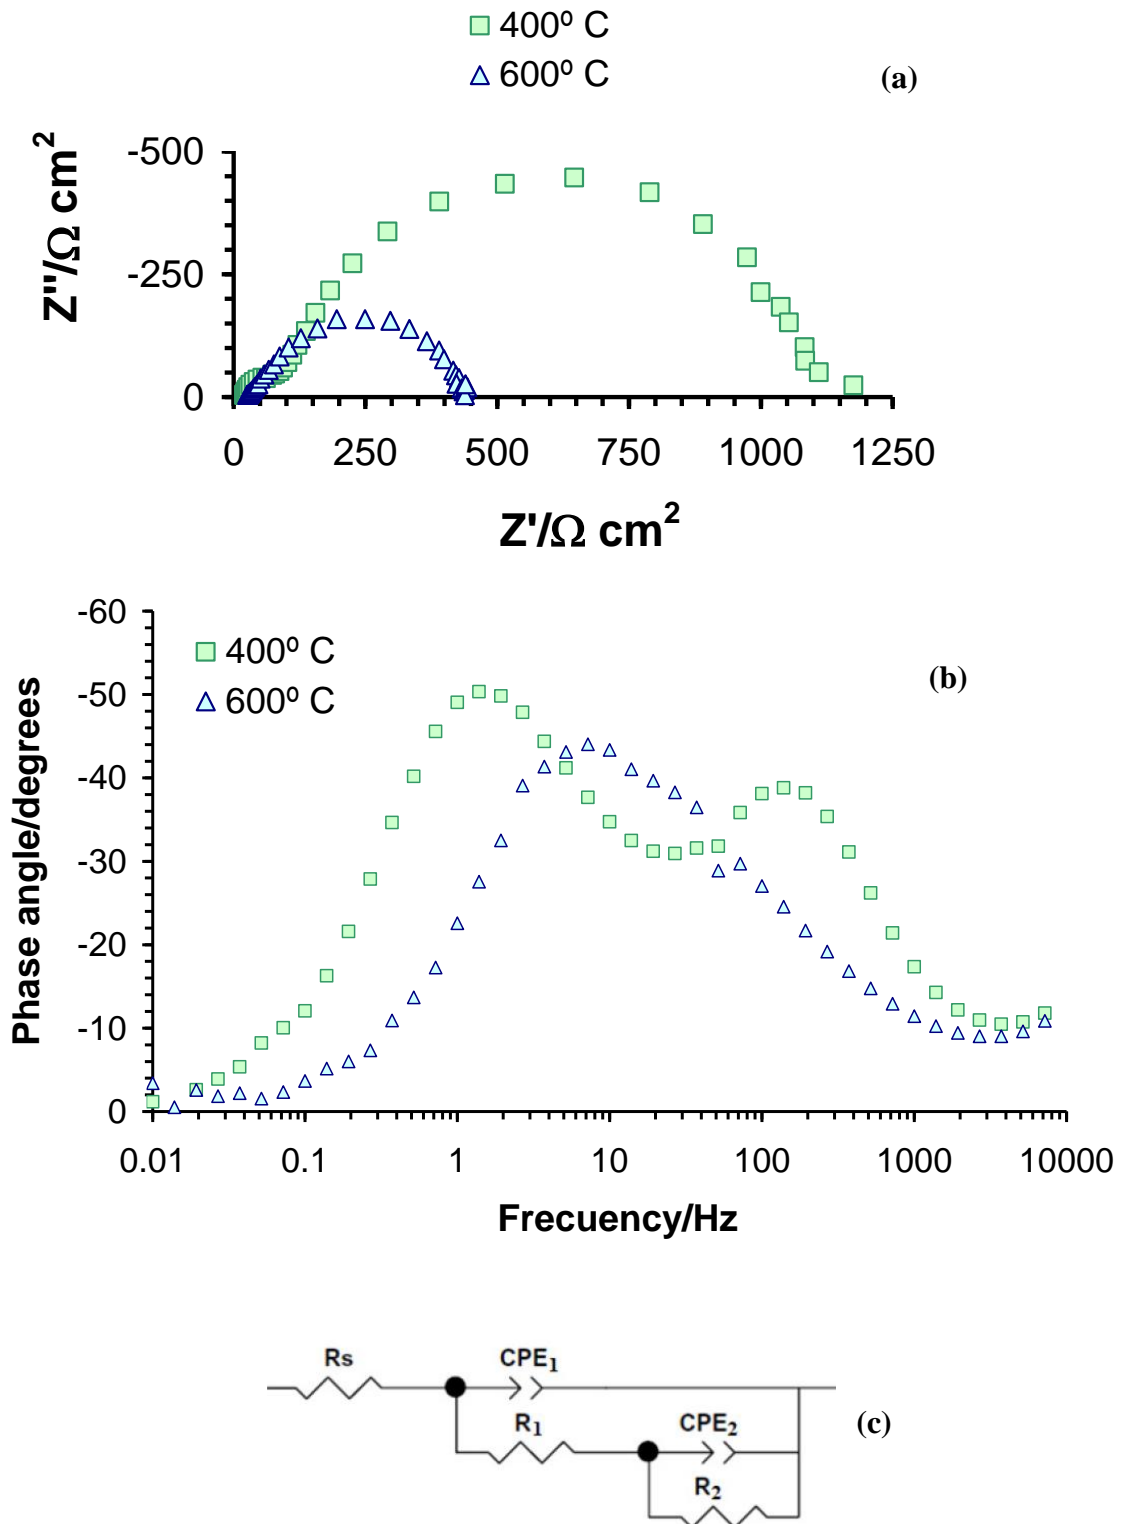 400º C
600º C
(a)
Z''/Ω cm2
-500
-250
0
0 250 500 750 1000 1250
Z'/Ω cm2
-60
-50
-40
-30
-20
-10
0
400º C
600º C
(b)
Phase angle/degrees
0.01 0.1 1 10 100 1000 10000
Frecuency/Hz
Rs CPE1
R1 CPE2
R2
(c)